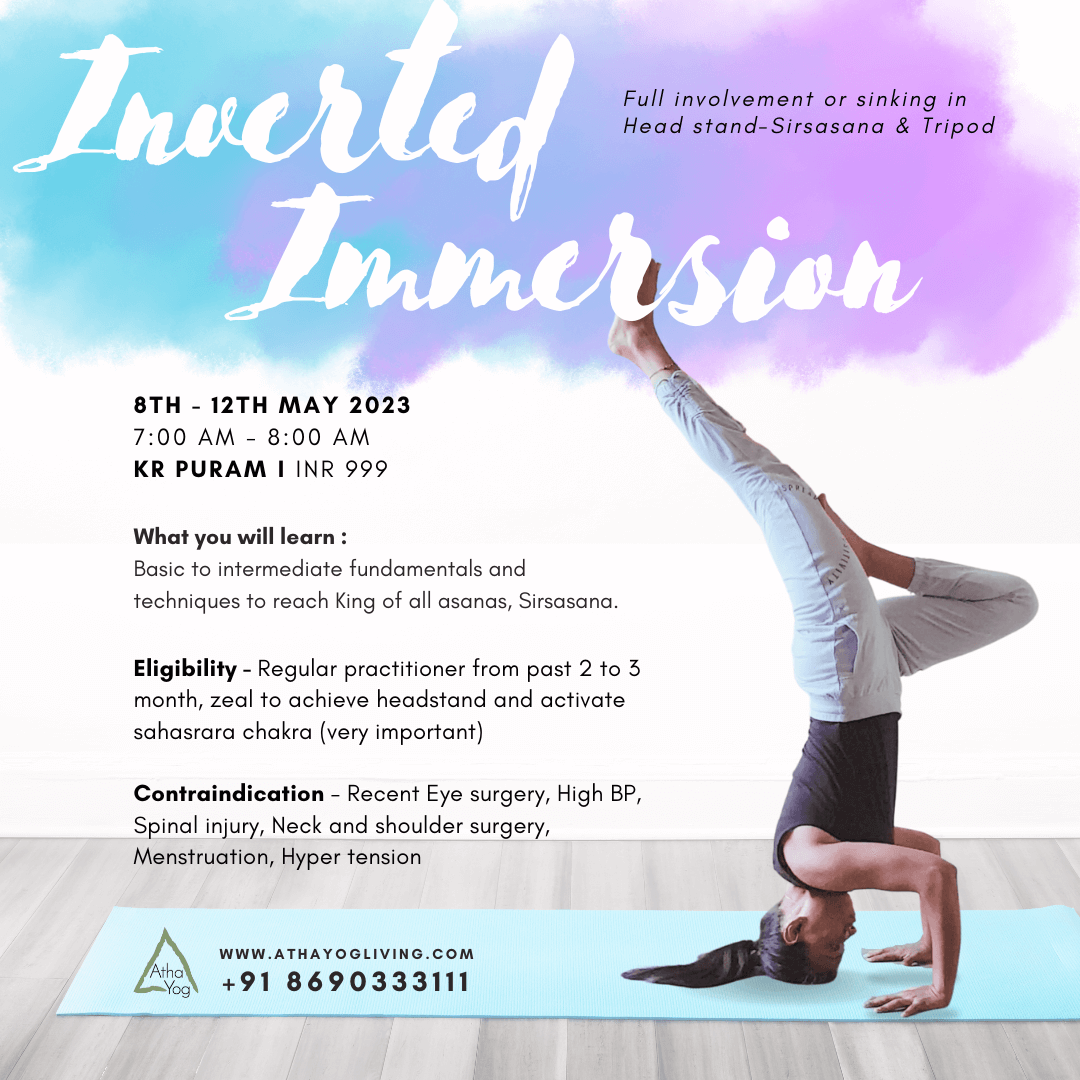 Inverted
Immersion
Full involvement or sinking in
Head stand-Sirsasana & Tripod
8TH - 12TH MAY 2023
7:00 AM - 8:00 AM
KR PURAM I INR 999
What you will learn :
Basic to intermediate fundamentals and
techniques to reach King of all asanas, Sirsasana.
Eligibility - Regular practitioner from past 2 to 3
month, zeal to achieve headstand and activate
sahasrara chakra (very important)
Contraindication - Recent Eye surgery, High BP,
Spinal injury, Neck and shoulder surgery,
Menstruation, Hyper tension
Atha
Yog
WWW.ATHAYOGLIVING.COM
+91 8690333111